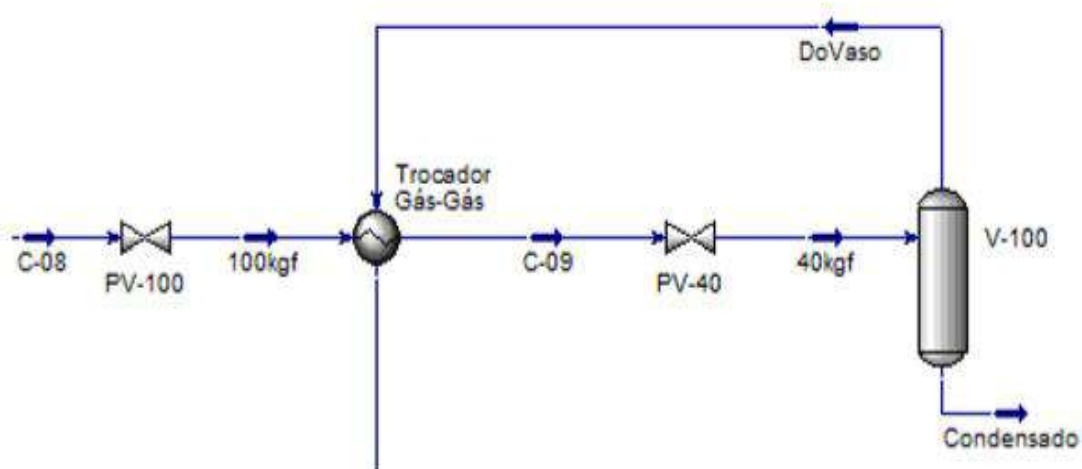 DoVaso
Trocador
Gás-Gás
C-08
PV-100
100kgf
C-09
PV-40
40kgf
V-100
Condensado